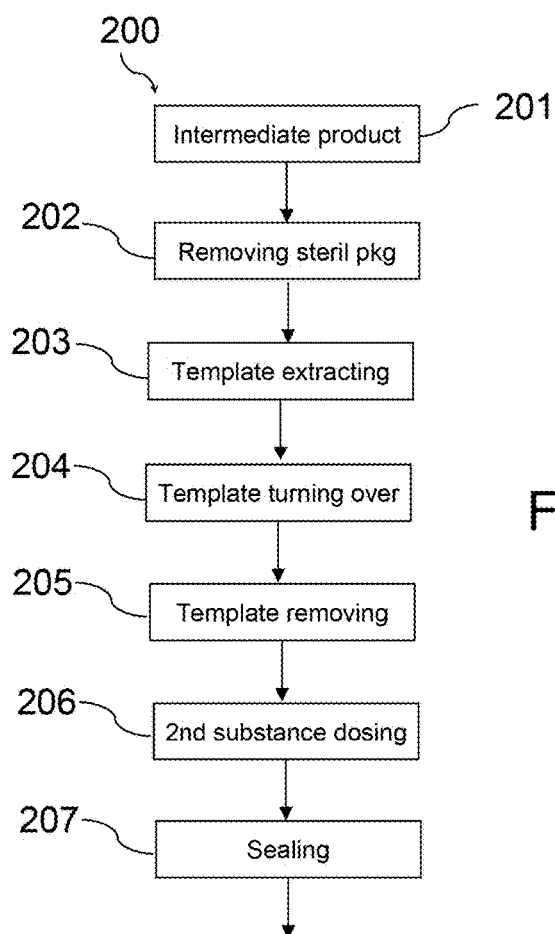 200
201
Intermediate product
202
Removing steril pkg
203
Template extracting
204
Template turning over
F
205
Template removing
206
2nd substance dosing
207
Sealing